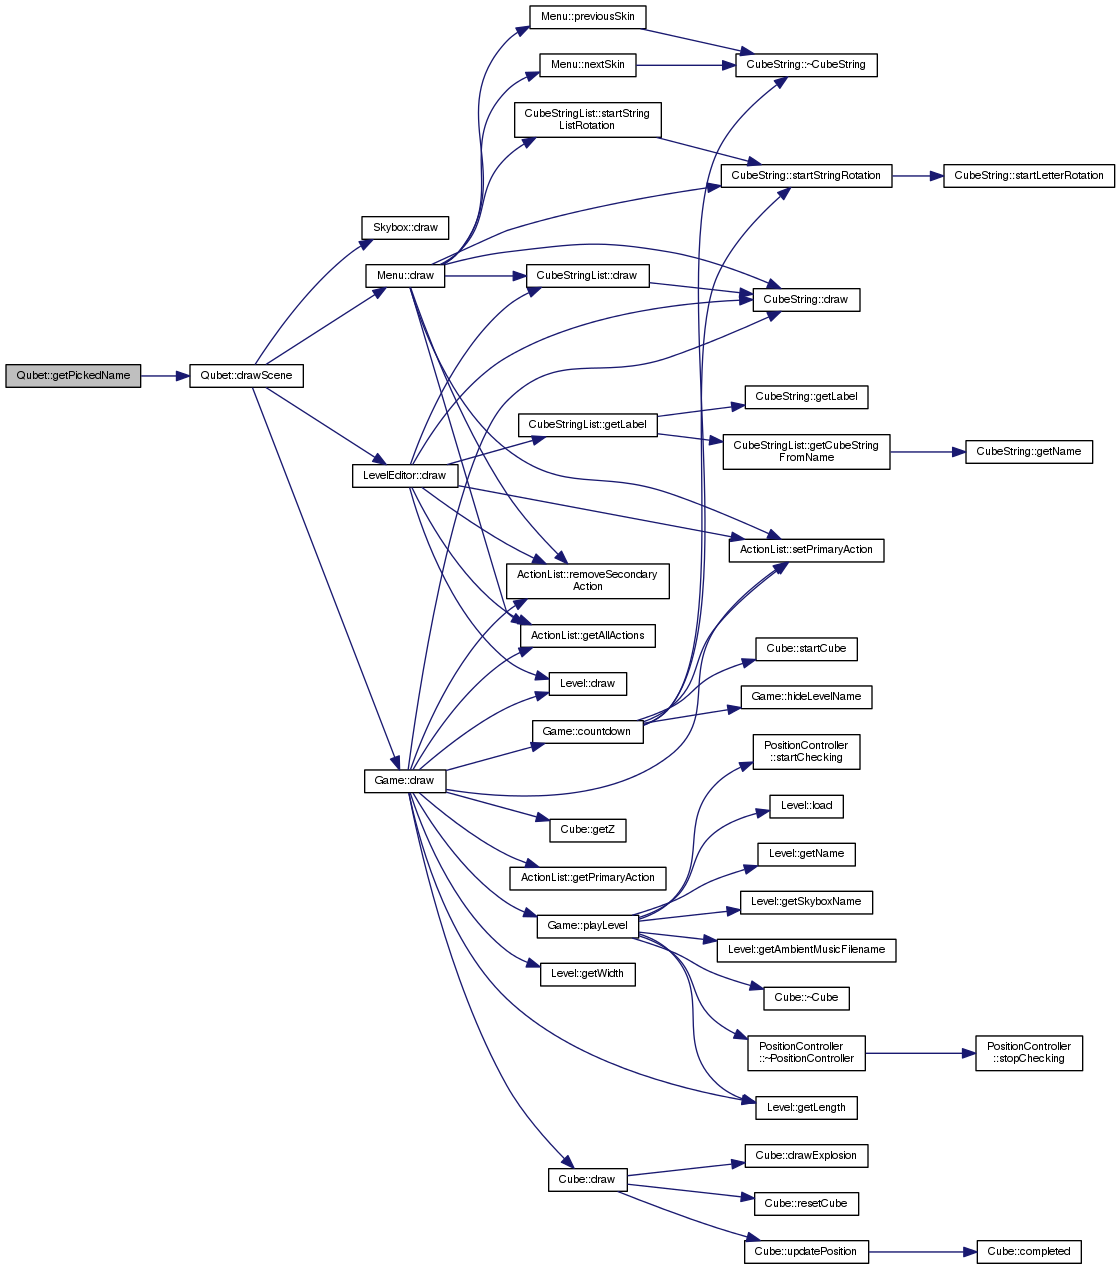 Menu::previousSkin
Menu::nextSkin
CubeString::~CubeString
CubeStringList::startString
ListRotation
CubeString::startStringRotation
CubeString::startLetterRotation
Skybox::draw
Menu::draw
CubeStringList::draw
CubeString::draw
Qubet::getPickedName
Qubet::drawScene
CubeString::getLabel
CubeStringList::getLabel
CubeStringList::getCubeString
FromName
CubeString::getName
LevelEditor::draw
ActionList::setPrimaryAction
ActionList::removeSecondary
Action
ActionList::getAllActions
Cube::startCube
Level::draw
Game::hideLevelName
Game::countdown
PositionController
::startChecking
Game::draw
Level::load
Cube::getZ
Level::getName
ActionList::getPrimaryAction
Level::getSkyboxName
Game::playLevel
Level::getAmbientMusicFilename
Level::getWidth
Cube::~Cube
PositionController
::~PositionController
PositionController
::stopChecking
Level::getLength
Cube::drawExplosion
Cube::draw
Cube::resetCube
Cube::updatePosition
Cube::completed